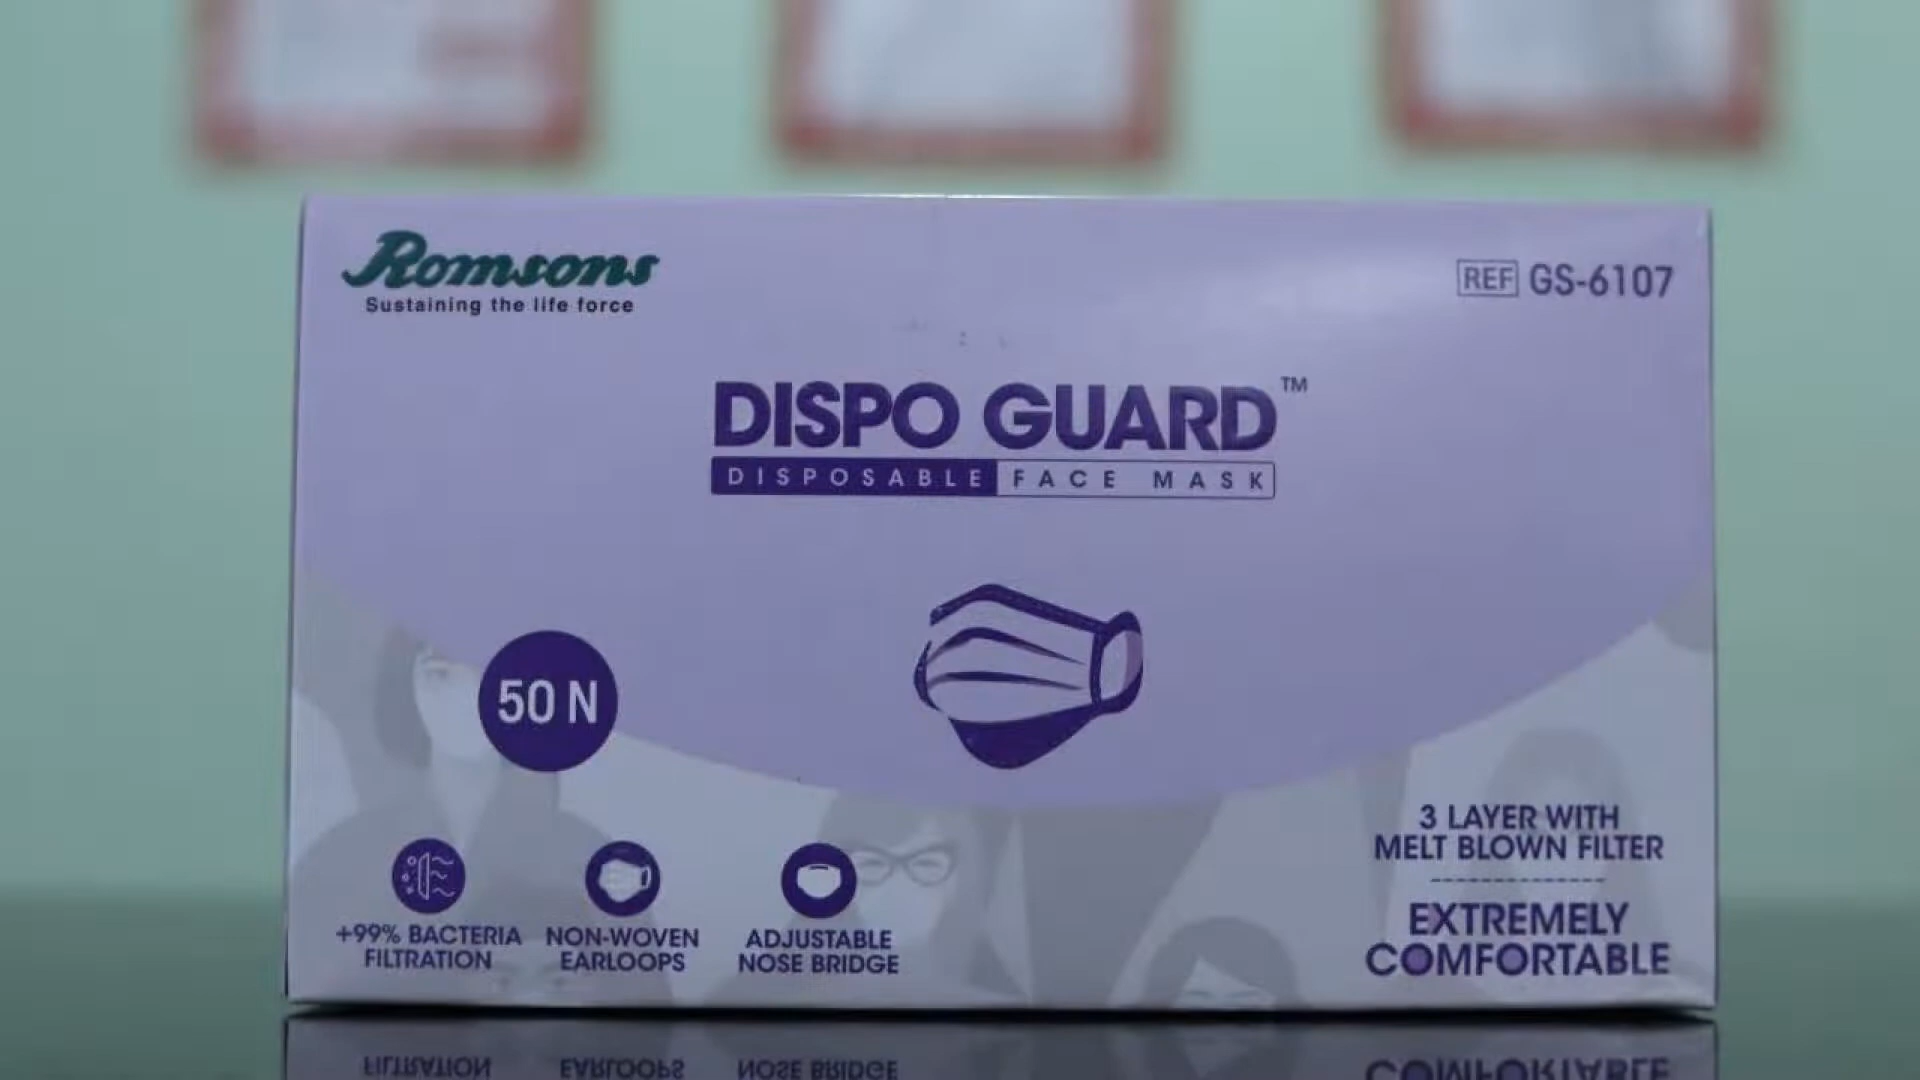 Romsons
Sustaining the life force
REF GS-6107
DISPO GUARD™
DISPOSABLE FACE MASK
50 N
3 LAYER WITH
MELT BLOWN FILTER
EXTREMELY
COMFORTABLE
+99% BACTERIA
FILTRATION
NON-WOVEN
EARLOOPS
ADJUSTABLE
NOSE BRIDGE